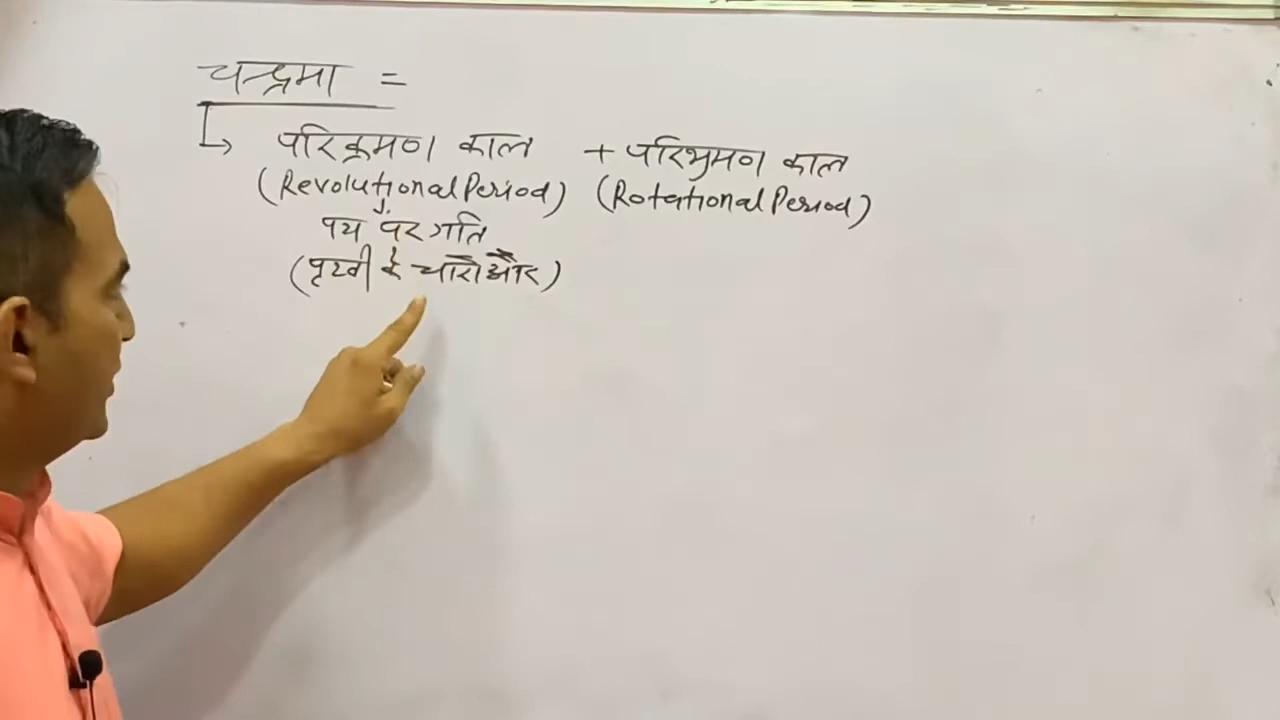 चन्द्रमा =
परिक्रमण काल + परिभ्रमण काल
(Revolutional Period) (Rotational Period)
पथ पर गति
(पृथ्वी के चारों ओर)